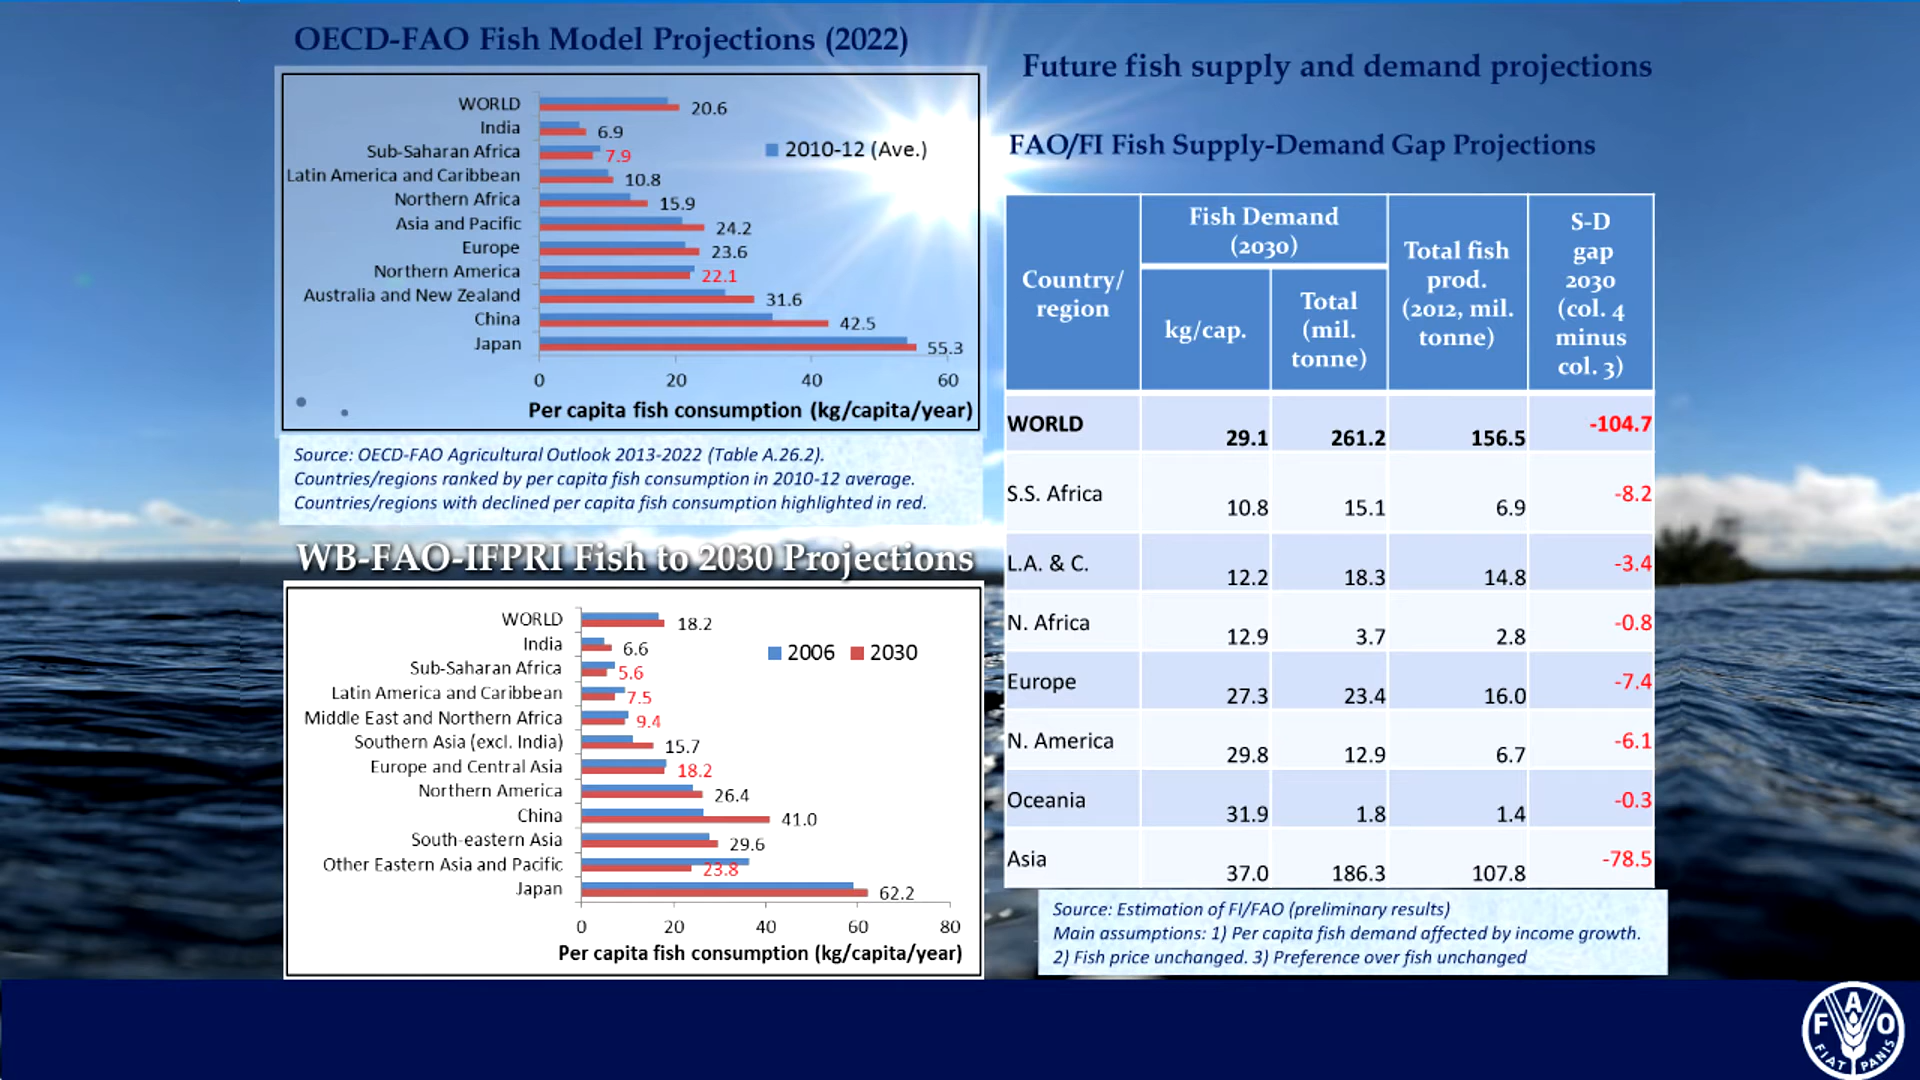 OECD-FAO Fish Model Projections (2022)
WORLD 20.6
India 6.9
Sub-Saharan Africa 7.9
Latin America and Caribbean 10.8
Northern Africa 15.9
Asia and Pacific 24.2
Europe 23.6
Northern America 22.1
Australia and New Zealand 31.6
China 42.5
Japan 55.3
2010-12 (Ave.)
0 20 40 60
Per capita fish consumption (kg/capita/year)
Source: OECD-FAO Agricultural Outlook 2013-2022 (Table A.26.2).
Countries/regions ranked by per capita fish consumption in 2010-12 average.
Countries/regions with declined per capita fish consumption highlighted in red.
WB-FAO-IFPRI Fish to 2030 Projections
WORLD 18.2
India 6.6
Sub-Saharan Africa 5.6
Latin America and Caribbean 7.5
Middle East and Northern Africa 9.4
Southern Asia (excl. India) 15.7
Europe and Central Asia 18.2
Northern America 26.4
China 41.0
South-eastern Asia 29.6
Other Eastern Asia and Pacific 23.8
Japan 62.2
2006 2030
0 20 40 60 80
Per capita fish consumption (kg/capita/year)
Future fish supply and demand projections
FAO/FI Fish Supply-Demand Gap Projections
Country/
region
Fish Demand
(2030)
kg/cap.
Total
(mil.
tonne)
Total fish
prod.
(2012, mil.
tonne)
S-D
gap
2030
(col. 4
minus
col. 3)
WORLD 29.1 261.2 156.5 -104.7
S.S. Africa 10.8 15.1 6.9 -8.2
L.A. & C. 12.2 18.3 14.8 -3.4
N. Africa 12.9 3.7 2.8 -0.8
Europe 27.3 23.4 16.0 -7.4
N. America 29.8 12.9 6.7 -6.1
Oceania 31.9 1.8 1.4 -0.3
Asia 37.0 186.3 107.8 -78.5
Source: Estimation of FI/FAO (preliminary results)
Main assumptions: 1) Per capita fish demand affected by income growth.
2) Fish price unchanged. 3) Preference over fish unchanged
FAO
FIAT PANIS